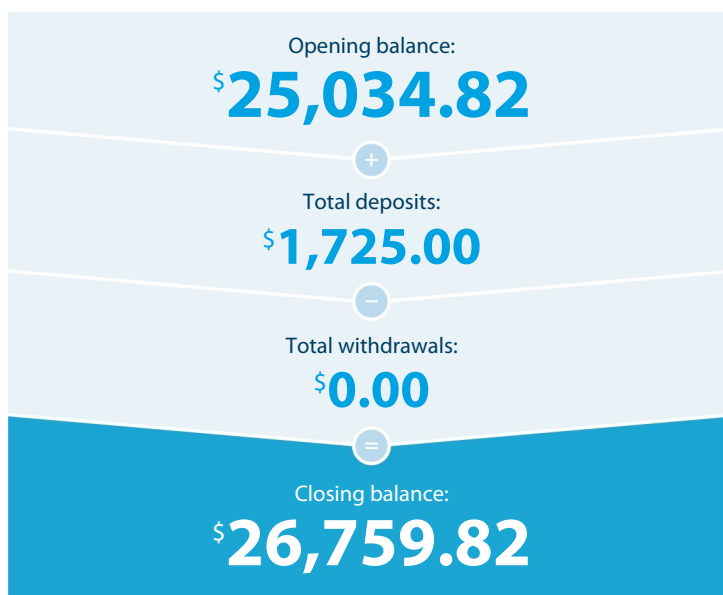 Opening balance:
$25,034.82
+
Total deposits:
$1,725.00
−
Total withdrawals:
$0.00
=
Closing balance:
$26,759.82